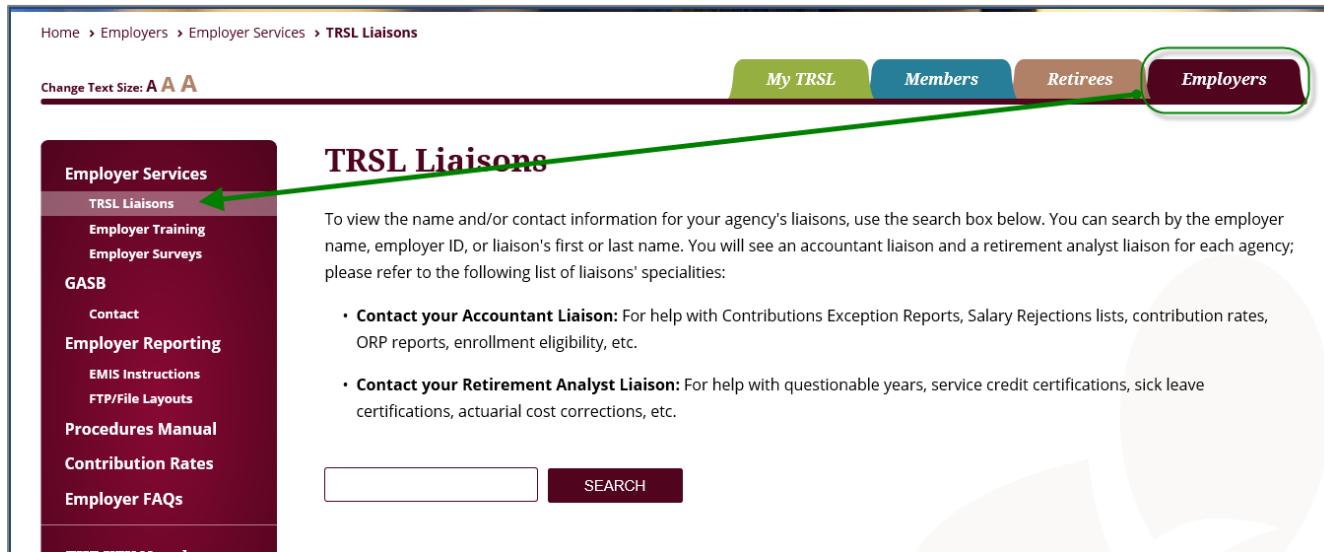 Home › Employers › Employer Services › TRSL Liaisons
Change Text Size: A A A
My TRSL
Members
Retirees
Employers
Employer Services
TRSL Liaisons
Employer Training
Employer Surveys
GASB
Contact
Employer Reporting
EMIS Instructions
FTP/File Layouts
Procedures Manual
Contribution Rates
Employer FAQs
TRSL Liaisons
To view the name and/or contact information for your agency's liaisons, use the search box below. You can search by the employer
name, employer ID, or liaison's first or last name. You will see an accountant liaison and a retirement analyst liaison for each agency;
please refer to the following list of liaisons' specialities:
• Contact your Accountant Liaison: For help with Contributions Exception Reports, Salary Rejections lists, contribution rates,
ORP reports, enrollment eligibility, etc.
• Contact your Retirement Analyst Liaison: For help with questionable years, service credit certifications, sick leave
certifications, actuarial cost corrections, etc.
SEARCH